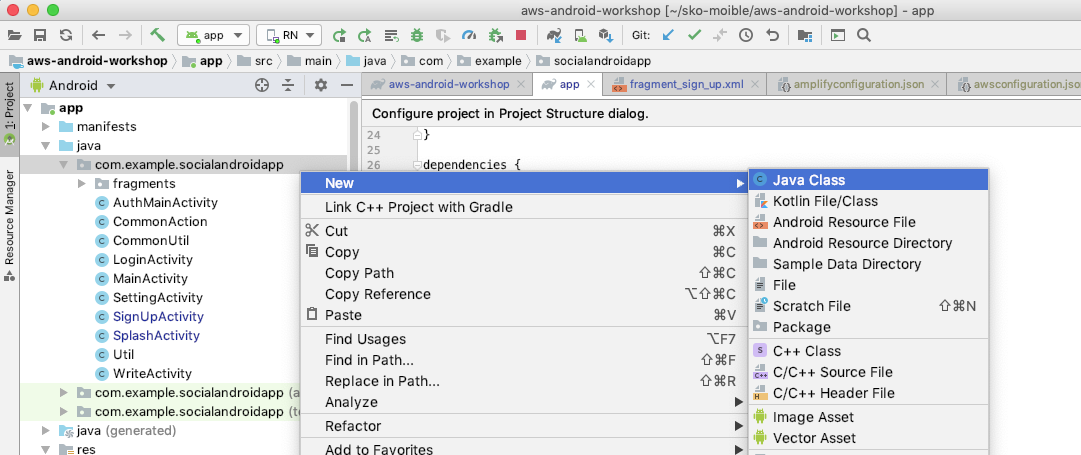 aws-android-workshop [~/sko-moible/aws-android-workshop] - app
app RN Git:
aws-android-workshop app src main java com example socialandroidapp
Android
aws-android-workshop app fragment_sign_up.xml amplifyconfiguration.json awsconfiguration.json
1: Project
Resource Manager
app
manifests
java
com.example.socialandroidapp
fragments
AuthMainActivity
CommonAction
CommonUtil
LoginActivity
MainActivity
SettingActivity
SignUpActivity
SplashActivity
Util
WriteActivity
com.example.socialandroidapp (a
com.example.socialandroidapp (te
java (generated)
res
Configure project in Project Structure dialog.
24 }
25
26 dependencies {
New
Link C++ Project with Gradle
Cut ⌘X
Copy ⌘C
Copy Path ⇧⌘C
Copy Reference ⌥⇧⌘C
Paste ⌘V
Find Usages ⌥F7
Find in Path... ⇧⌘F
Replace in Path... ⇧⌘R
Analyze
Refactor
Add to Favorites
Java Class
Kotlin File/Class
Android Resource File
Android Resource Directory
Sample Data Directory
File
Scratch File ⇧⌘N
Package
C++ Class
C/C++ Source File
C/C++ Header File
Image Asset
Vector Asset